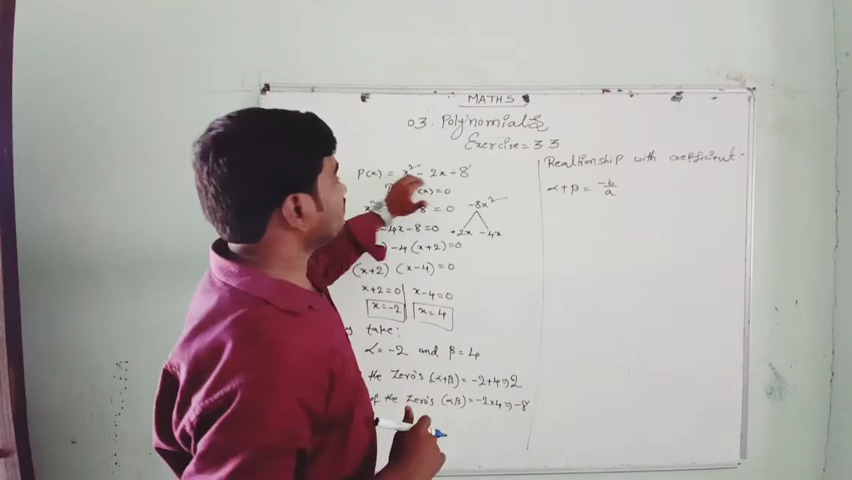 MATHS
03. Polynomials
Exercise = 3.3
P(x) = x² - 2x - 8
(x) = 0
8 = 0
-8x²
- 4x - 8 = 0
+2x -4x
) - 4 (x+2) = 0
(x+2) (x-4) = 0
x+2 = 0 x-4 = 0
x = -2 x = 4
take:
α = -2 and β = 4
the Zero's (α+β) = -2+4 ⇒ 2
of the Zero's (αβ) = -2x4 ⇒ -8
Realtionship with coefficient.
α + β = -b/a